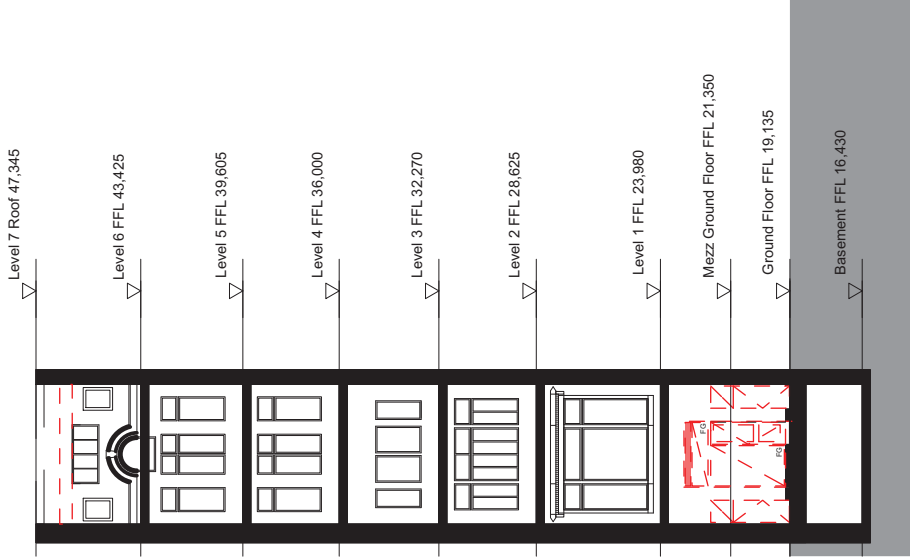 Level 7 Roof 47,345
Level 6 FFL 43,425
Level 5 FFL 39,605
Level 4 FFL 36,000
Level 3 FFL 32,270
Level 2 FFL 28,625
Level 1 FFL 23,980
Mezz Ground Floor FFL 21,350
Ground Floor FFL 19,135
Basement FFL 16,430
FG
FG